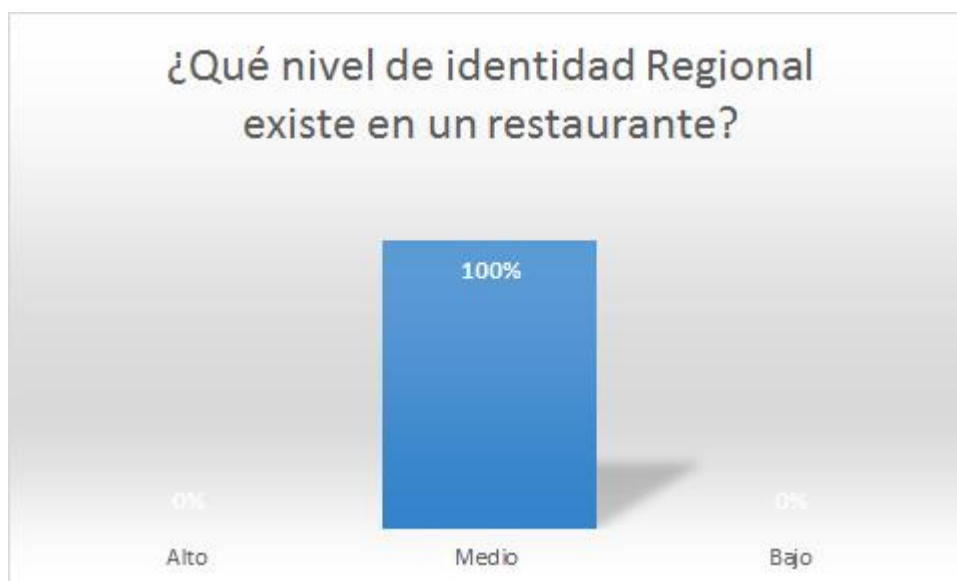 ¿Qué nivel de identidad Regional
existe en un restaurante?
100%
0%
0%
Alto
Medio
Bajo